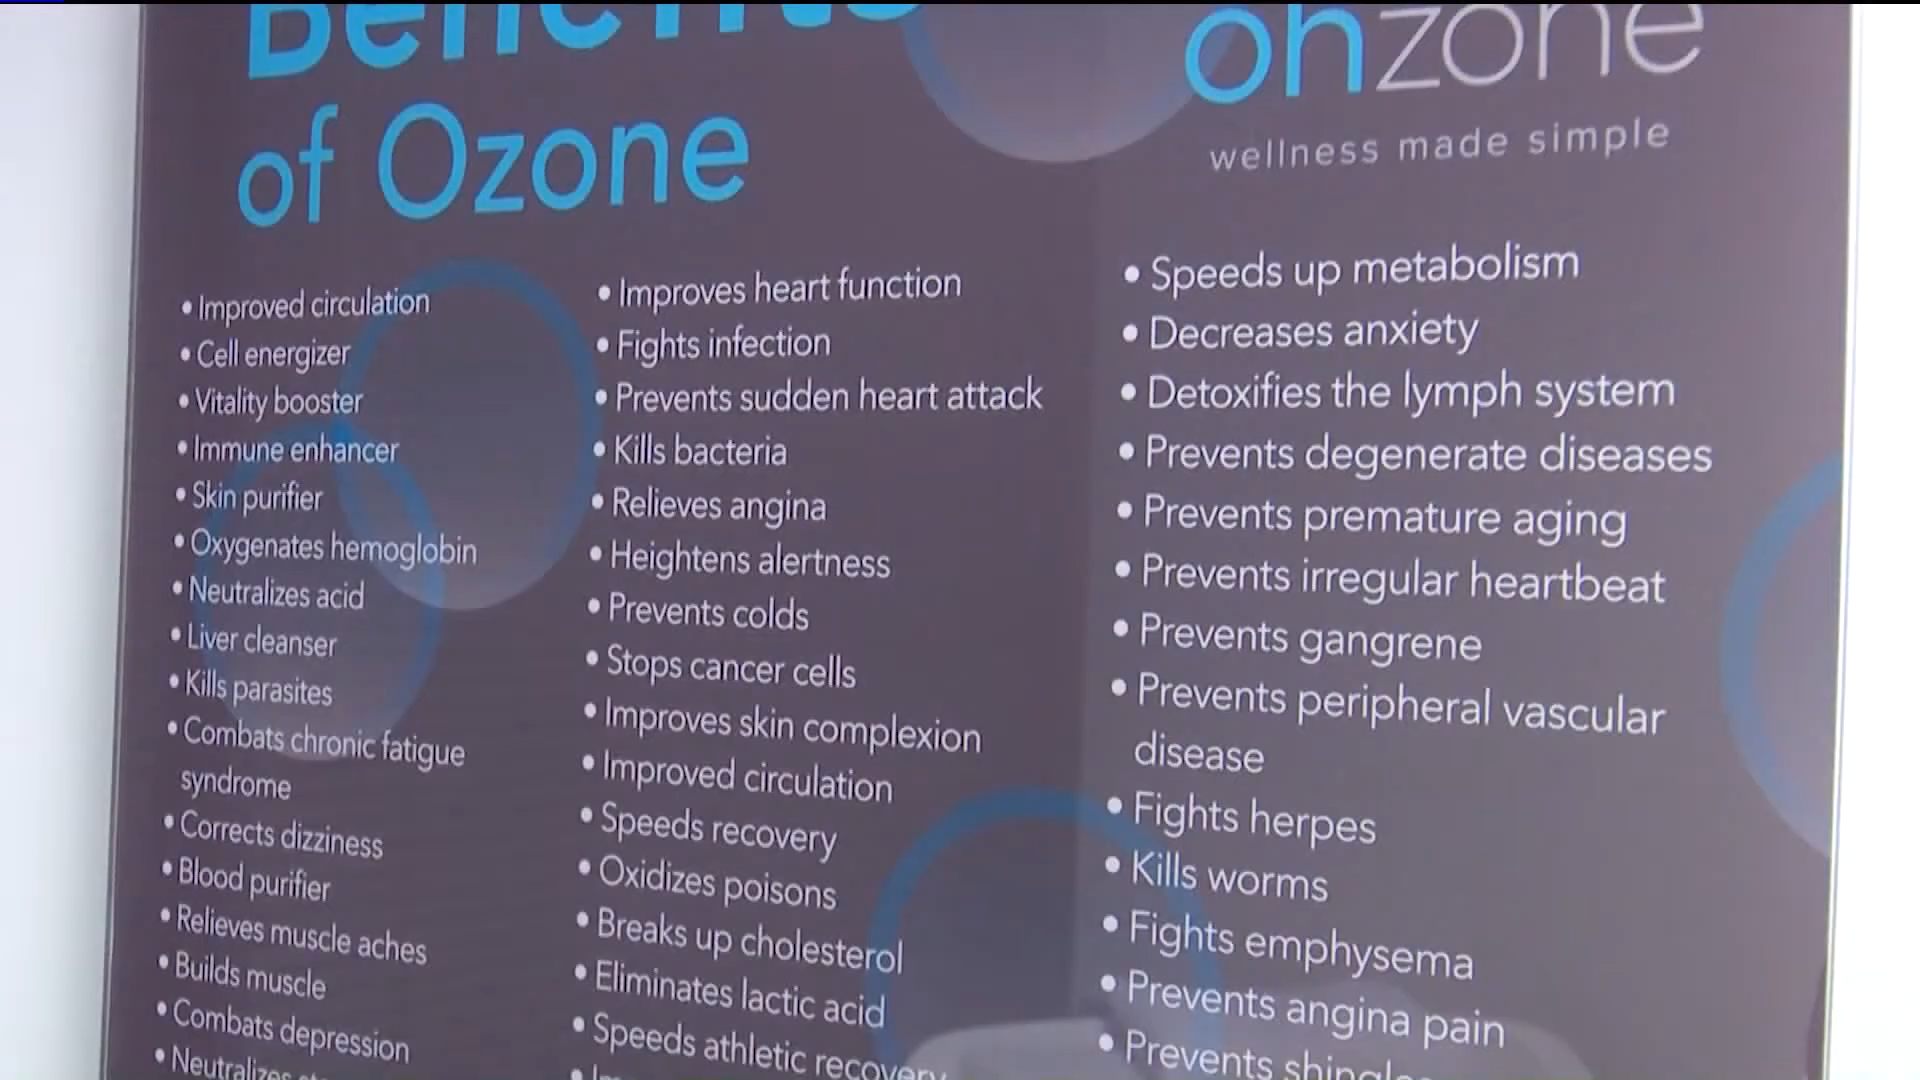 Benefits
of Ozone
• Improved circulation
• Cell energizer
• Vitality booster
• Immune enhancer
• Skin purifier
• Oxygenates hemoglobin
• Neutralizes acid
• Liver cleanser
• Kills parasites
• Combats chronic fatigue
syndrome
• Corrects dizziness
• Blood purifier
• Relieves muscle aches
• Builds muscle
• Combats depression
• Neutralizes
• Improves heart function
• Fights infection
• Prevents sudden heart attack
• Kills bacteria
• Relieves angina
• Heightens alertness
• Prevents colds
• Stops cancer cells
• Improves skin complexion
• Improved circulation
• Speeds recovery
• Oxidizes poisons
• Breaks up cholesterol
• Eliminates lactic acid
• Speeds athletic recovery
ohzone
wellness made simple
• Speeds up metabolism
• Decreases anxiety
• Detoxifies the lymph system
• Prevents degenerate diseases
• Prevents premature aging
• Prevents irregular heartbeat
• Prevents gangrene
• Prevents peripheral vascular
disease
• Fights herpes
• Kills worms
• Fights emphysema
• Prevents angina pain
• Prevents